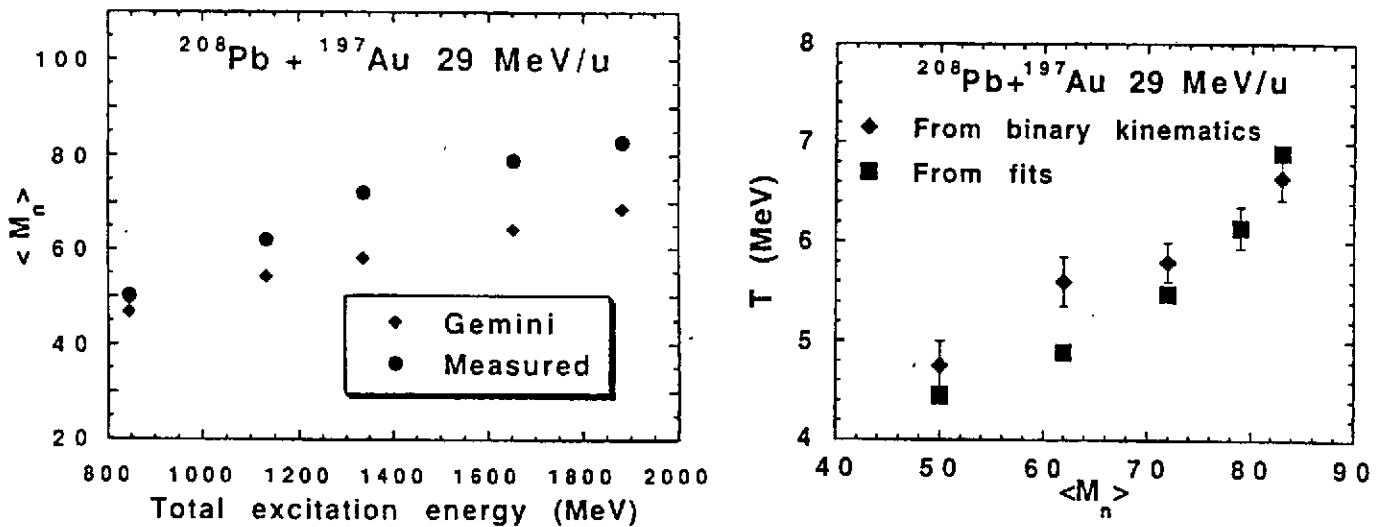 ²⁰⁸Pb + ¹⁹⁷Au 29 MeV/u
100
80
60
40
20
< M_n >
Gemini
Measured
800 1000 1200 1400 1600 1800 2000
Total excitation energy (MeV)
²⁰⁸Pb+¹⁹⁷Au 29 MeV/u
From binary kinematics
From fits
8
7
6
5
4
T (MeV)
40 50 60 70 80 90
<M_n>